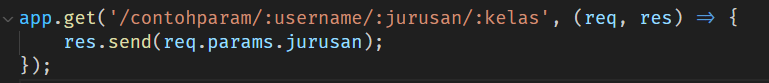 app.get('/contohparam/:username/:jurusan/:kelas', (req, res) => {
    res.send(req.params.jurusan);
});